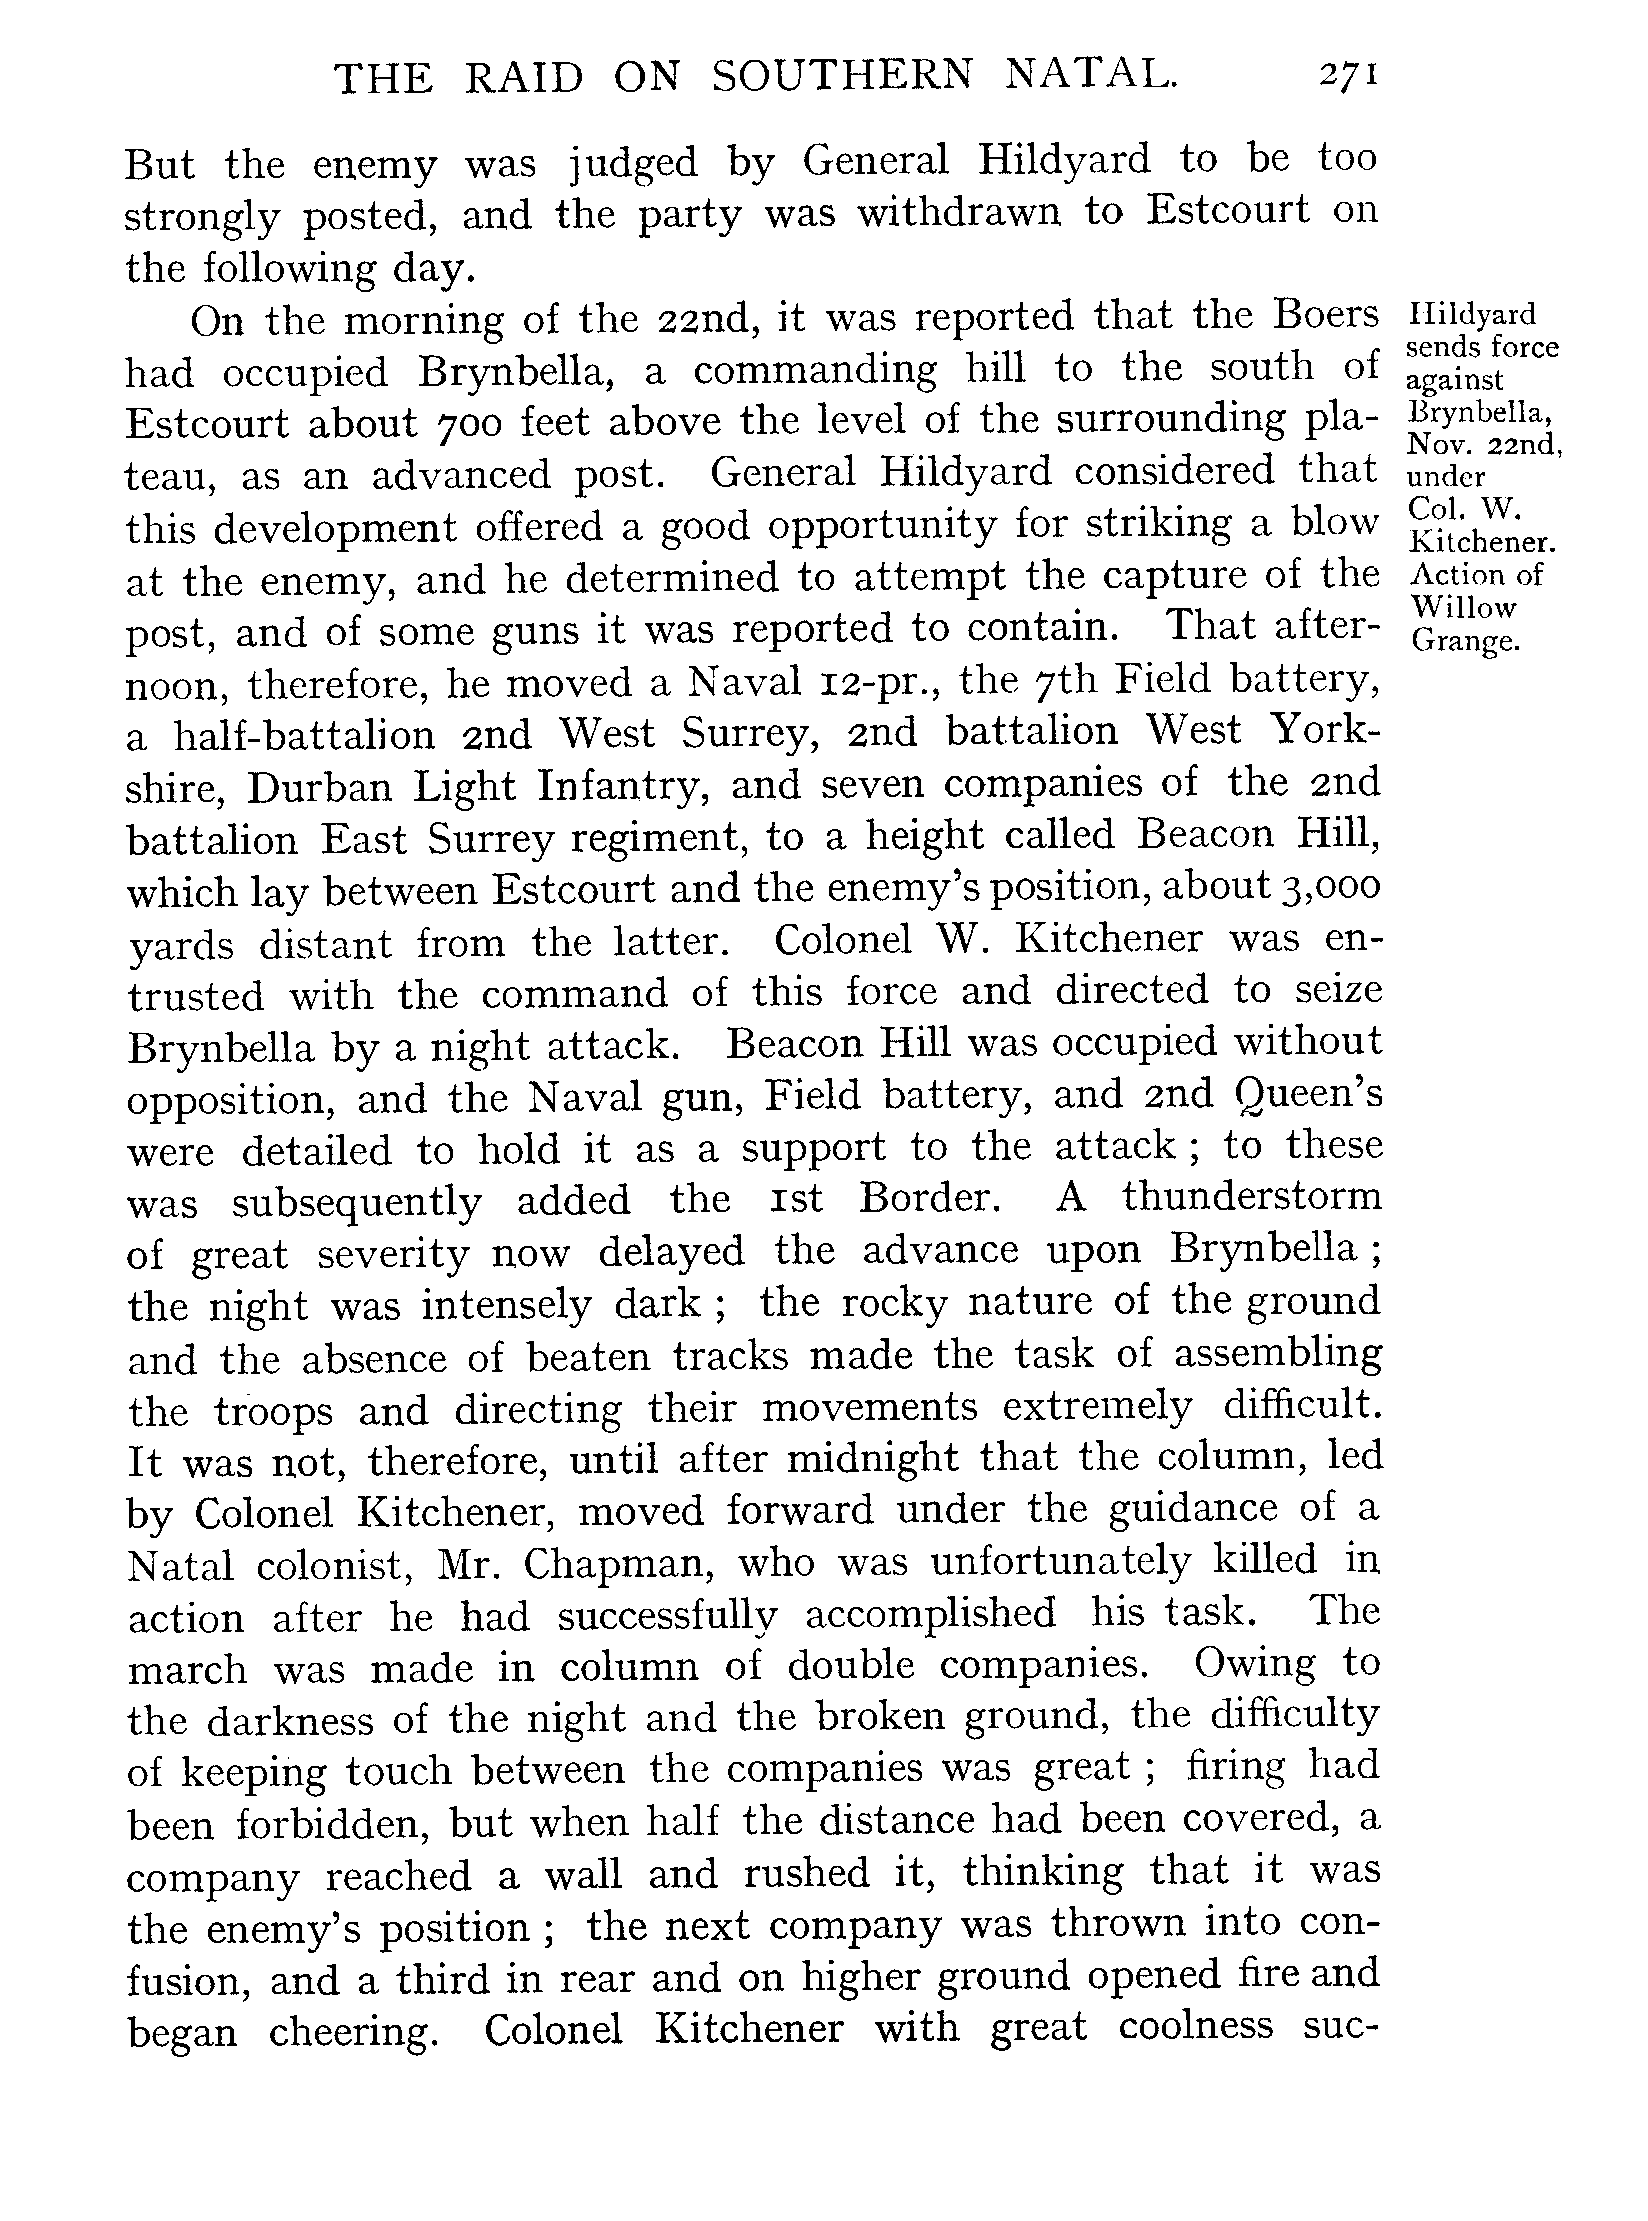 THE RAID ON SOUTHERN NATAL. 271
But the enemy was judged by General Hildyard to be too
strongly posted, and the party was withdrawn to Estcourt on
the following day.
On the morning of the 22nd, it was reported that the Boers
had occupied Brynbella, a commanding hill to the south of
Estcourt about 700 feet above the level of the surrounding pla-
teau, as an advanced post. General Hildyard considered that
this development offered a good opportunity for striking a blow
at the enemy, and he determined to attempt the capture of the
post, and of some guns it was reported to contain. That after-
noon, therefore, he moved a Naval 12-pr., the 7th Field battery,
a half-battalion 2nd West Surrey, 2nd battalion West York-
shire, Durban Light Infantry, and seven companies of the 2nd
battalion East Surrey regiment, to a height called Beacon Hill,
which lay between Estcourt and the enemy's position, about 3,000
yards distant from the latter. Colonel W. Kitchener was en-
trusted with the command of this force and directed to seize
Brynbella by a night attack. Beacon Hill was occupied without
opposition, and the Naval gun, Field battery, and 2nd Queen's
were detailed to hold it as a support to the attack ; to these
was subsequently added the 1st Border. A thunderstorm
of great severity now delayed the advance upon Brynbella ;
the night was intensely dark ; the rocky nature of the ground
and the absence of beaten tracks made the task of assembling
the troops and directing their movements extremely difficult.
It was not, therefore, until after midnight that the column, led
by Colonel Kitchener, moved forward under the guidance of a
Natal colonist, Mr. Chapman, who was unfortunately killed in
action after he had successfully accomplished his task. The
march was made in column of double companies. Owing to
the darkness of the night and the broken ground, the difficulty
of keeping touch between the companies was great ; firing had
been forbidden, but when half the distance had been covered, a
company reached a wall and rushed it, thinking that it was
the enemy's position ; the next company was thrown into con-
fusion, and a third in rear and on higher ground opened fire and
began cheering. Colonel Kitchener with great coolness suc-
Hildyard
sends force
against
Brynbella,
Nov. 22nd,
under
Col. W.
Kitchener.
Action of
Willow
Grange.